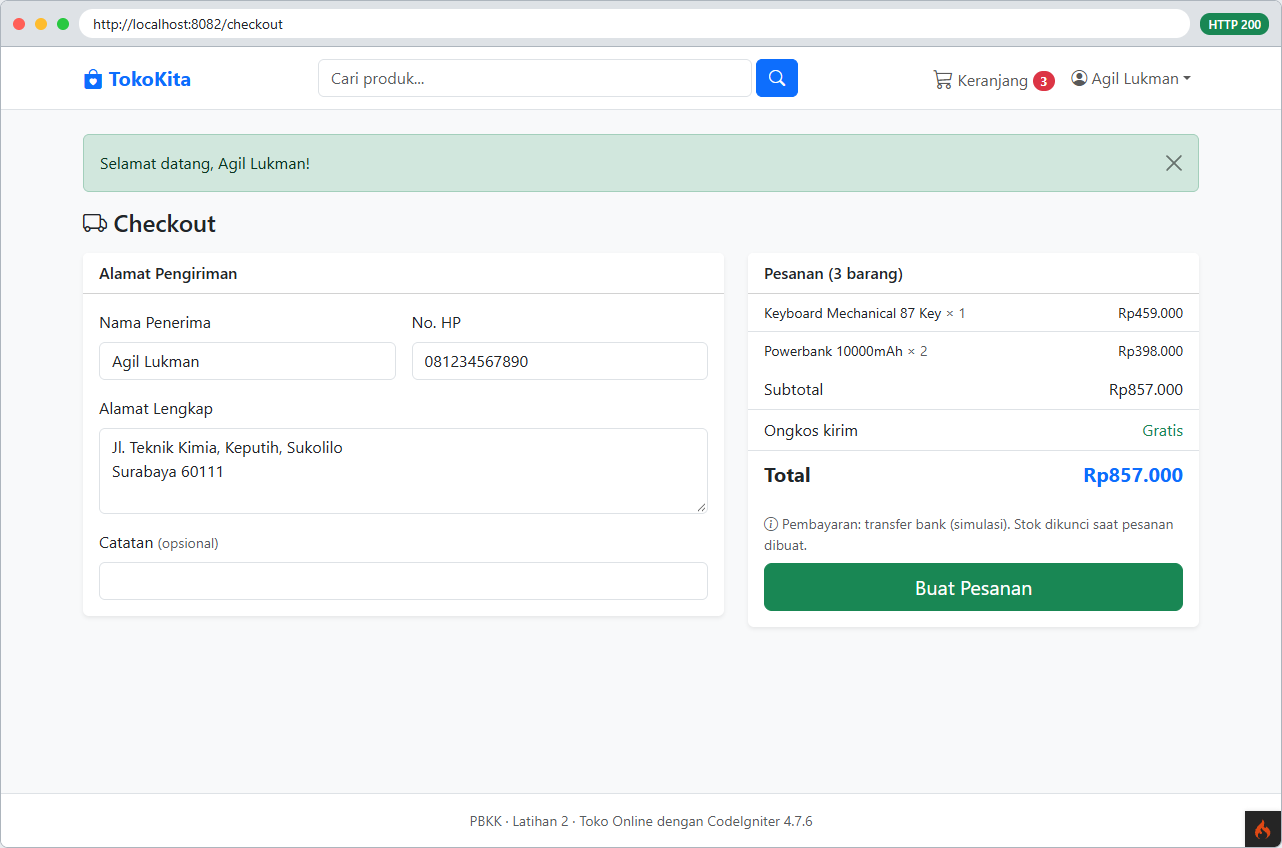 http://localhost:8082/checkout
HTTP 200
TokoKita
Cari produk...
Keranjang 3
Agil Lukman
Selamat datang, Agil Lukman!
Checkout
Alamat Pengiriman
Nama Penerima
No. HP
Agil Lukman
081234567890
Alamat Lengkap
Jl. Teknik Kimia, Keputih, Sukolilo
Surabaya 60111
Catatan (opsional)
Pesanan (3 barang)
Keyboard Mechanical 87 Key × 1 Rp459.000
Powerbank 10000mAh × 2 Rp398.000
Subtotal Rp857.000
Ongkos kirim Gratis
Total Rp857.000
Pembayaran: transfer bank (simulasi). Stok dikunci saat pesanan
dibuat.
Buat Pesanan
PBKK · Latihan 2 · Toko Online dengan CodeIgniter 4.7.6